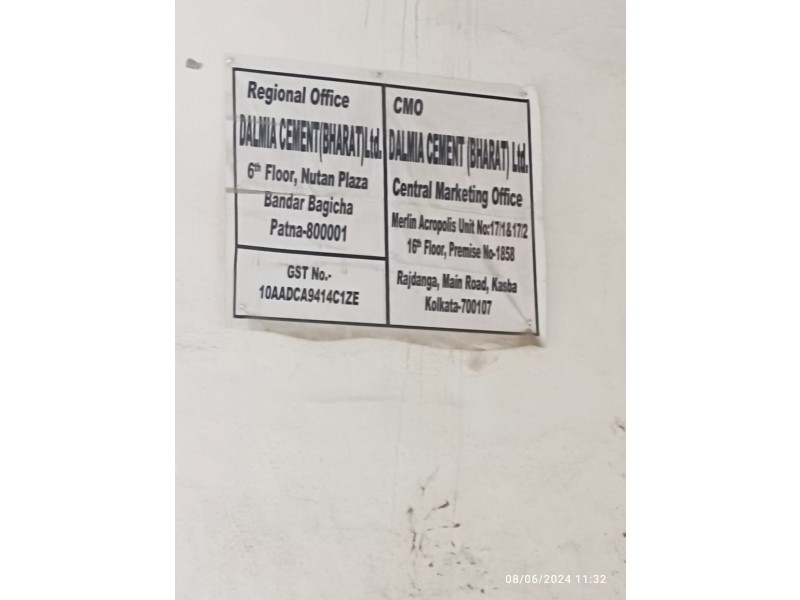 Regional Office
DALMIA CEMENT(BHARAT)Ltd.
6th Floor, Nutan Plaza
Bandar Bagicha
Patna-800001
GST No.-
10AADCA9414C1ZE
CMO
DALMIA CEMENT (BHARAT) Ltd.
Central Marketing Office
Merlin Acropolis Unit No:17/1&17/2
16th Floor, Premise No-1858
Rajdanga, Main Road, Kasba
Kolkata-700107
08/06/2024 11:32